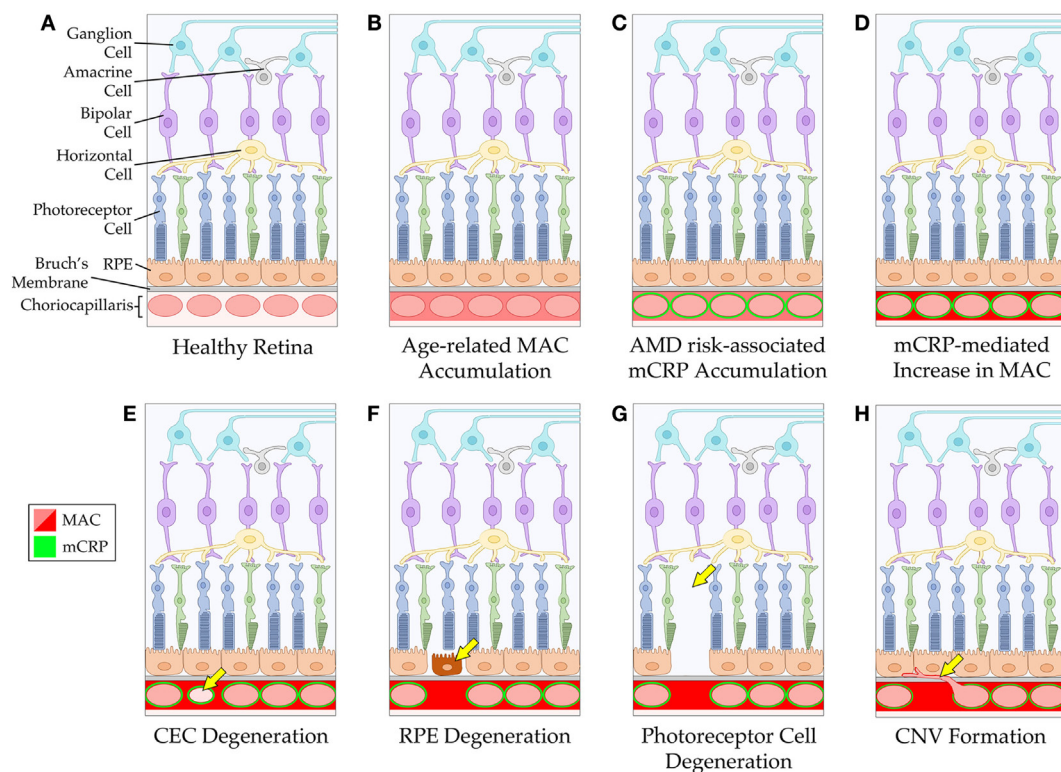 A
Ganglion
Cell
Amacrine
Cell
Bipolar
Cell
Horizontal
Cell
Photoreceptor
Cell
RPE
Bruch's
Membrane
Choriocapillaris
Healthy Retina
B
Age-related MAC
Accumulation
C
AMD risk-associated
mCRP Accumulation
D
mCRP-mediated
Increase in MAC
MAC
mCRP
E
CEC Degeneration
F
RPE Degeneration
G
Photoreceptor Cell
Degeneration
H
CNV Formation